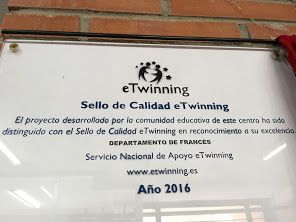 eTwinning
Sello de Calidad eTwinning
El proyecto desarrollado por la comunidad educativa de este centro ha sido
distinguido con el Sello de Calidad eTwinning en reconocimiento a su excelencia.
DEPARTAMENTO DE FRANCÉS
Servicio Nacional de Apoyo eTwinning
www.etwinning.es
Año 2016